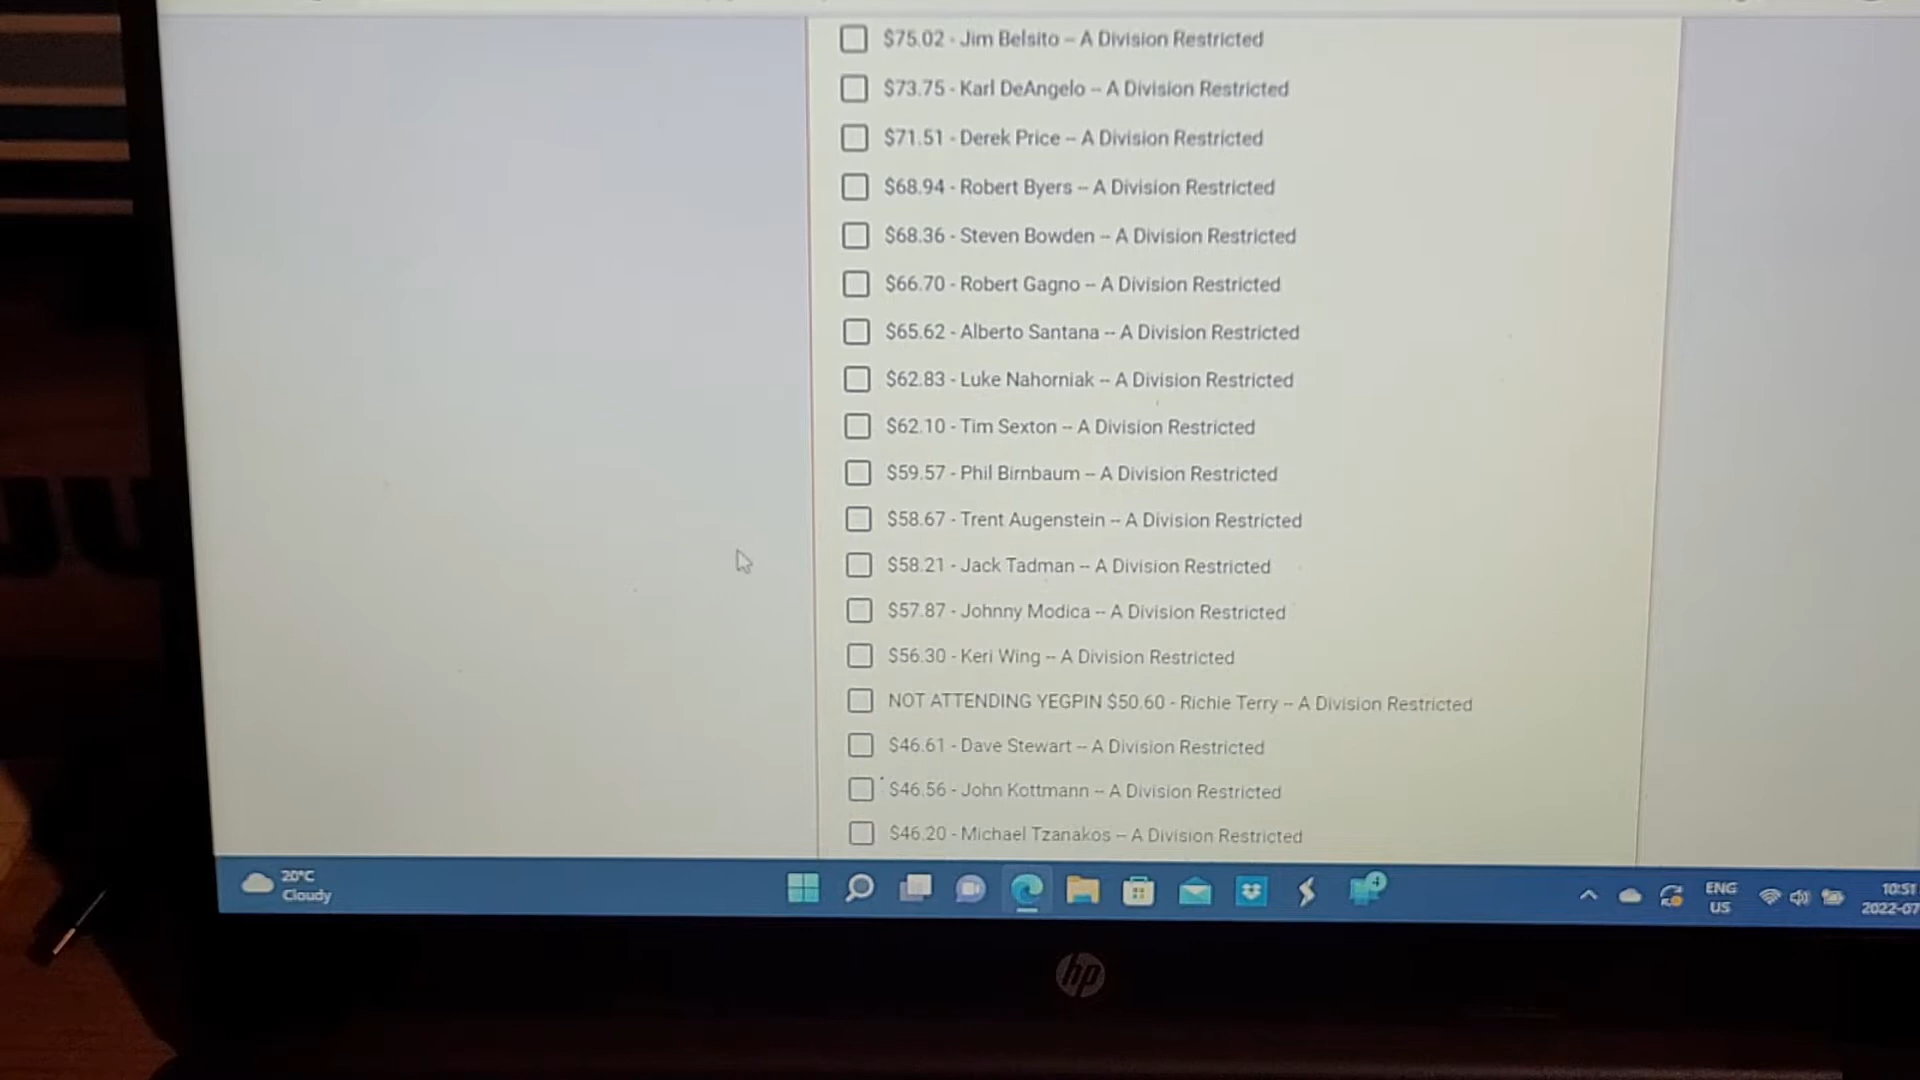 $75.02 - Jim Belsito -- A Division Restricted
$73.75 - Karl DeAngelo -- A Division Restricted
$71.51 - Derek Price -- A Division Restricted
$68.94 - Robert Byers -- A Division Restricted
$68.36 - Steven Bowden -- A Division Restricted
$66.70 - Robert Gagno -- A Division Restricted
$65.62 - Alberto Santana -- A Division Restricted
$62.83 - Luke Nahorniak -- A Division Restricted
$62.10 - Tim Sexton -- A Division Restricted
$59.57 - Phil Birnbaum -- A Division Restricted
$58.67 - Trent Augenstein -- A Division Restricted
$58.21 - Jack Tadman -- A Division Restricted
$57.87 - Johnny Modica -- A Division Restricted
$56.30 - Keri Wing -- A Division Restricted
NOT ATTENDING YEGPIN $50.60 - Richie Terry -- A Division Restricted
$46.61 - Dave Stewart -- A Division Restricted
$46.56 - John Kottmann -- A Division Restricted
$46.20 - Michael Tzanakos -- A Division Restricted
20°C
Cloudy
4
ENG
US
10:51
2022-07
hp